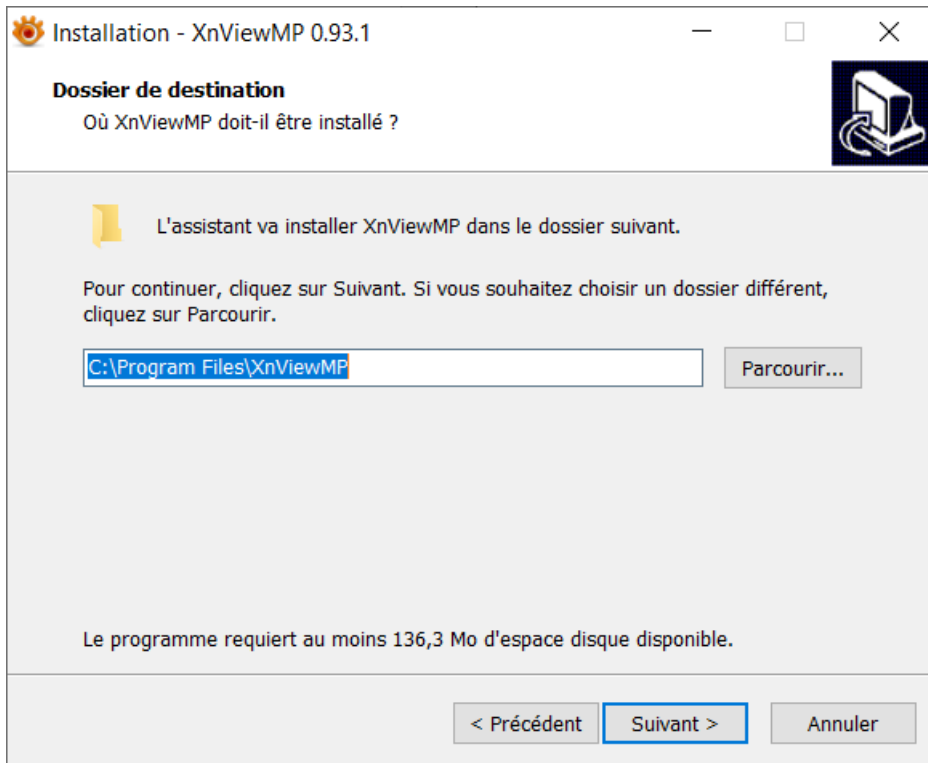 Installation - XnViewMP 0.93.1
Dossier de destination
Où XnViewMP doit-il être installé ?
L'assistant va installer XnViewMP dans le dossier suivant.
Pour continuer, cliquez sur Suivant. Si vous souhaitez choisir un dossier différent,
cliquez sur Parcourir.
C:\Program Files\XnViewMP
Parcourir...
Le programme requiert au moins 136,3 Mo d'espace disque disponible.
< Précédent
Suivant >
Annuler